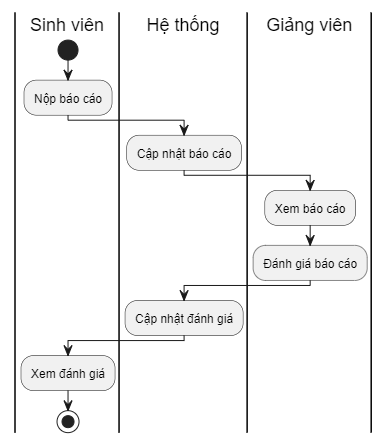 Sinh viên
Hệ thống
Giảng viên
Nộp báo cáo
Cập nhật báo cáo
Xem báo cáo
Đánh giá báo cáo
Cập nhật đánh giá
Xem đánh giá